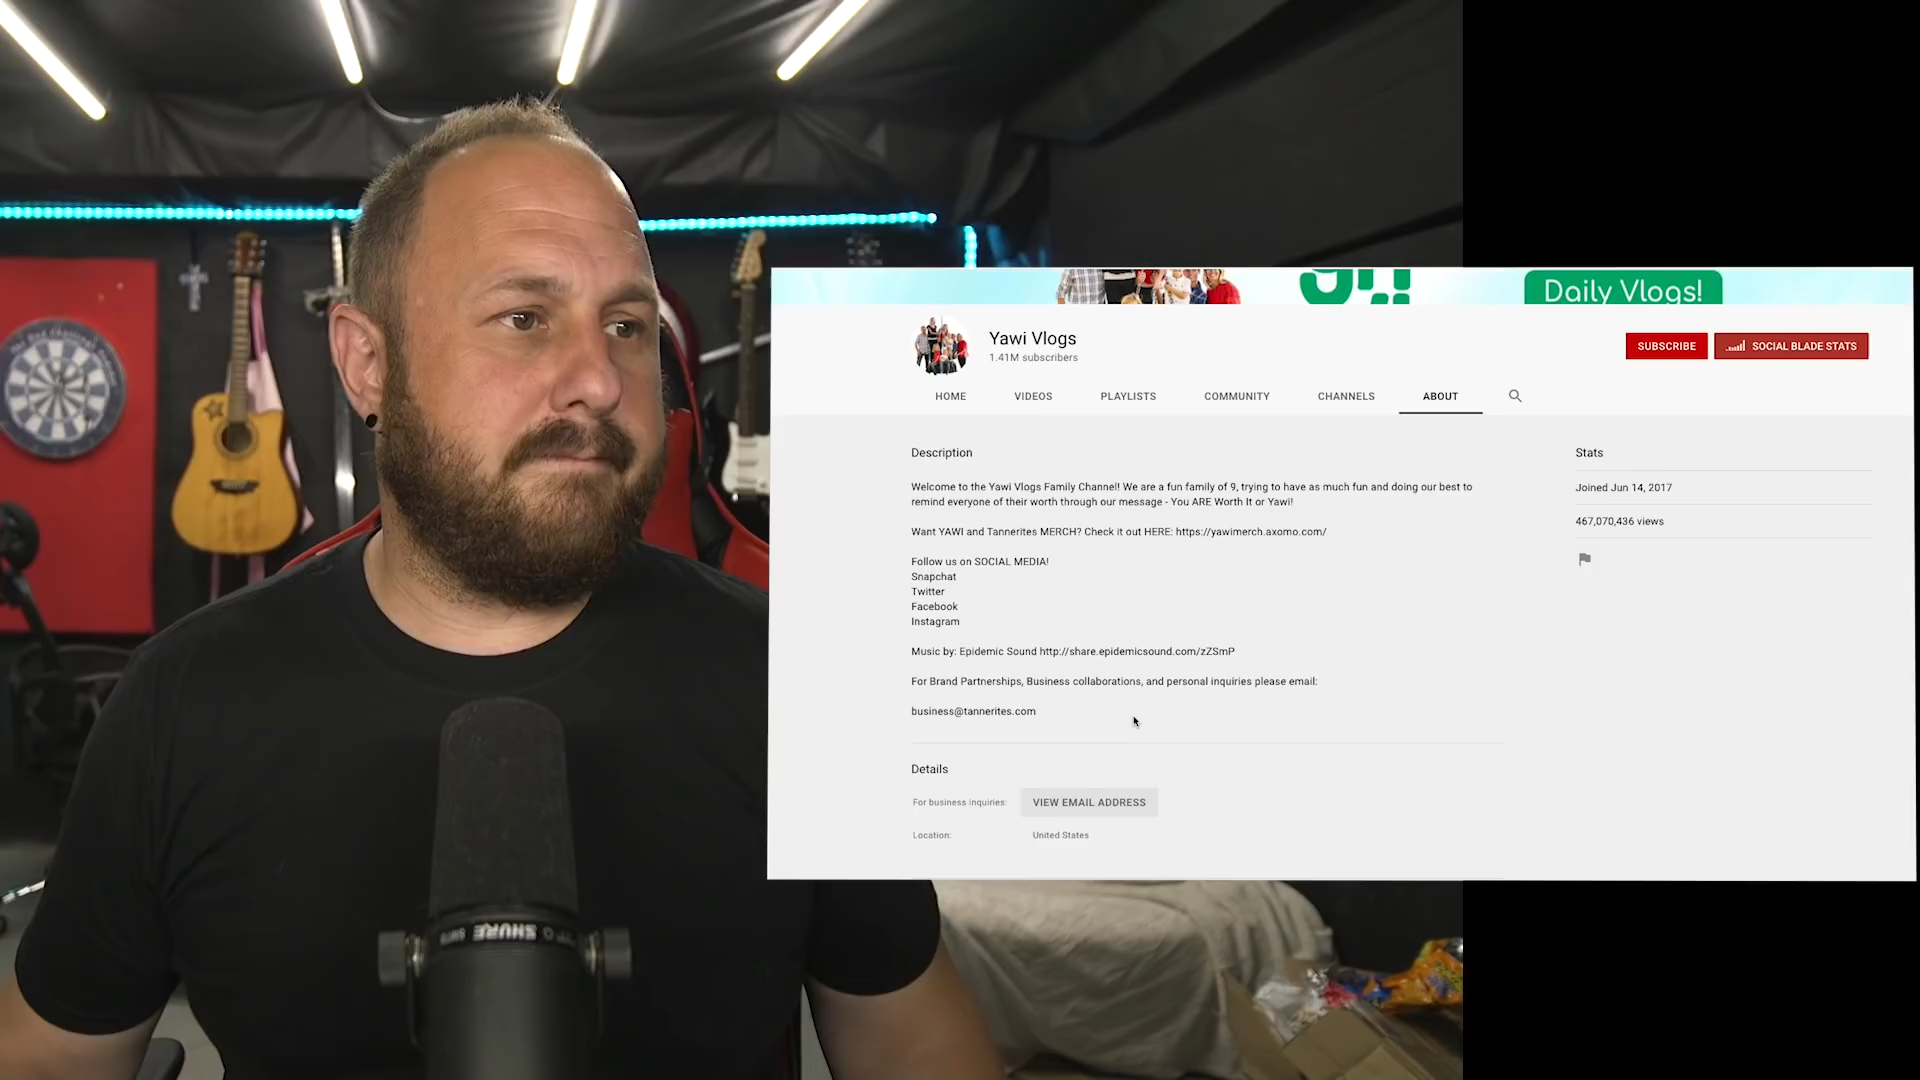 Daily Vlogs!
Yawi Vlogs
1.41M subscribers
SUBSCRIBE
SOCIAL BLADE STATS
HOME
VIDEOS
PLAYLISTS
COMMUNITY
CHANNELS
ABOUT
Description
Welcome to the Yawi Vlogs Family Channel! We are a fun family of 9, trying to have as much fun and doing our best to
remind everyone of their worth through our message - You ARE Worth It or Yawi!
Want YAWI and Tannerites MERCH? Check it out HERE: https://yawimerch.axomo.com/
Follow us on SOCIAL MEDIA!
Snapchat
Twitter
Facebook
Instagram
Music by: Epidemic Sound http://share.epidemicsound.com/zZSmP
For Brand Partnerships, Business collaborations, and personal inquiries please email:
business@tannerites.com
Details
For business inquiries:
VIEW EMAIL ADDRESS
Location:
United States
Stats
Joined Jun 14, 2017
467,070,436 views
SHURE